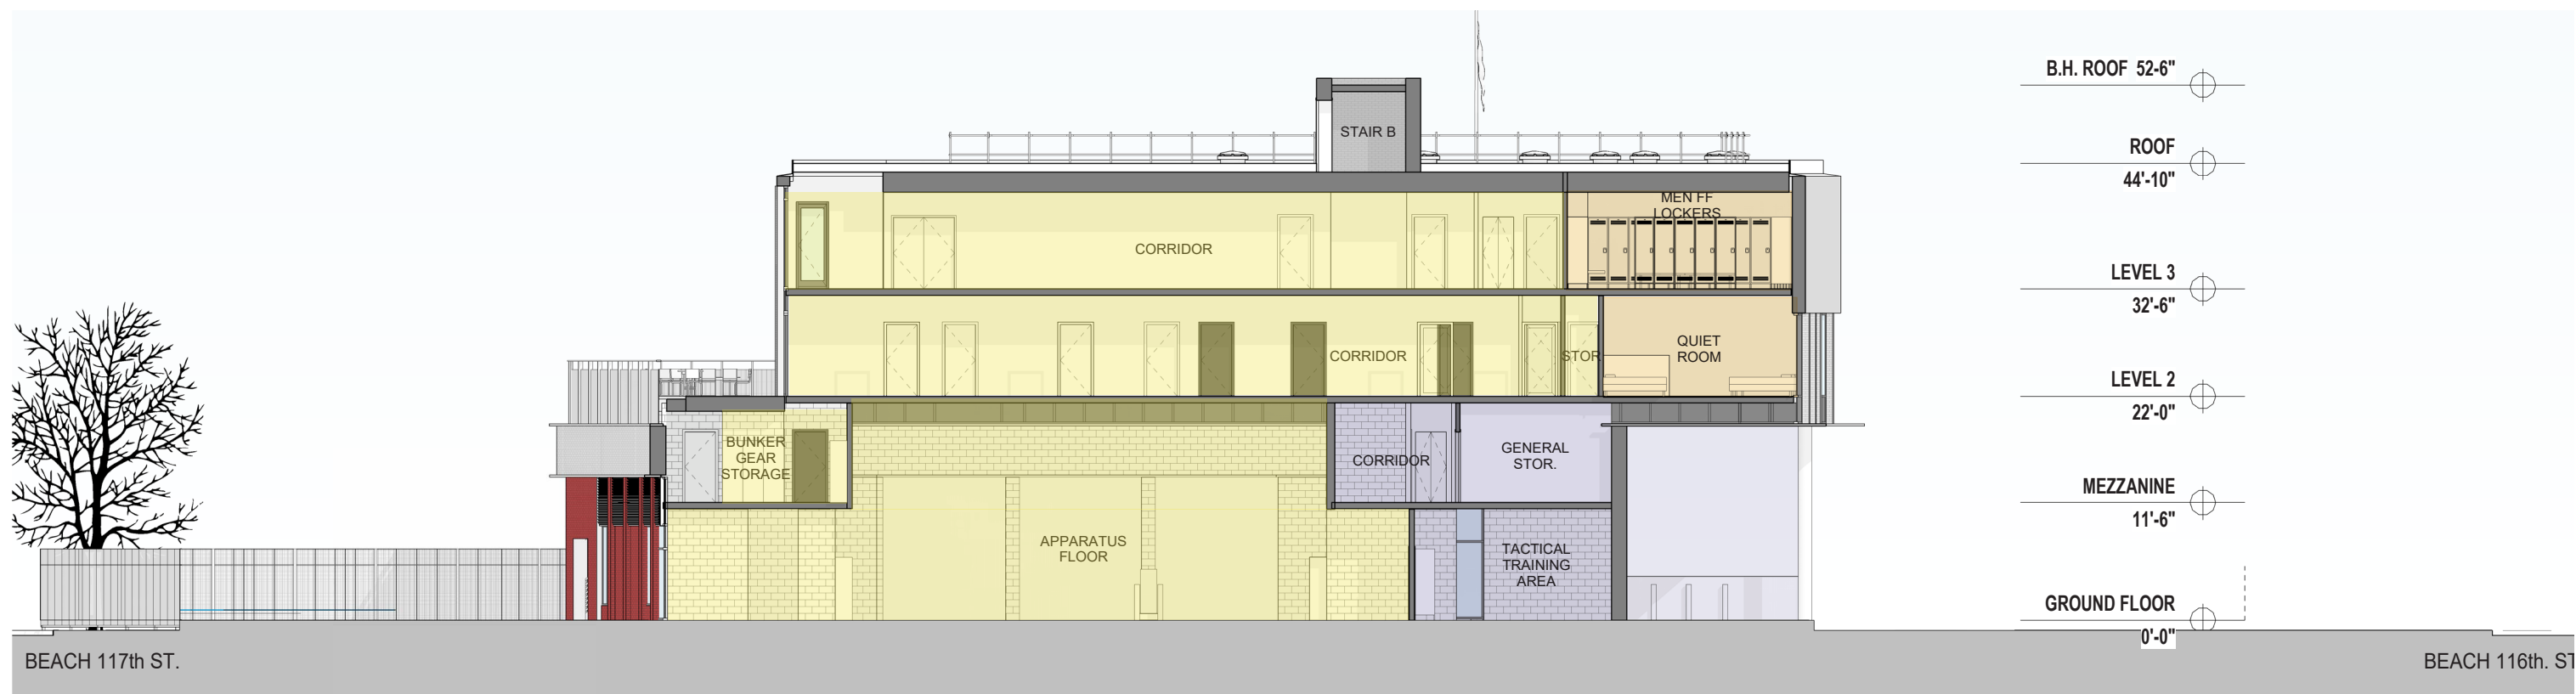 B.H. ROOF 52-6"
STAIR B
ROOF
44'-10"
MEN FF
LOCKERS
CORRIDOR
LEVEL 3
32'-6"
CORRIDOR
STOR
QUIET
ROOM
LEVEL 2
22'-0"
BUNKER
GEAR
STORAGE
CORRIDOR
GENERAL
STOR.
MEZZANINE
11'-6"
APPARATUS
FLOOR
TACTICAL
TRAINING
AREA
GROUND FLOOR
0'-0"
BEACH 117th ST.
BEACH 116th. ST